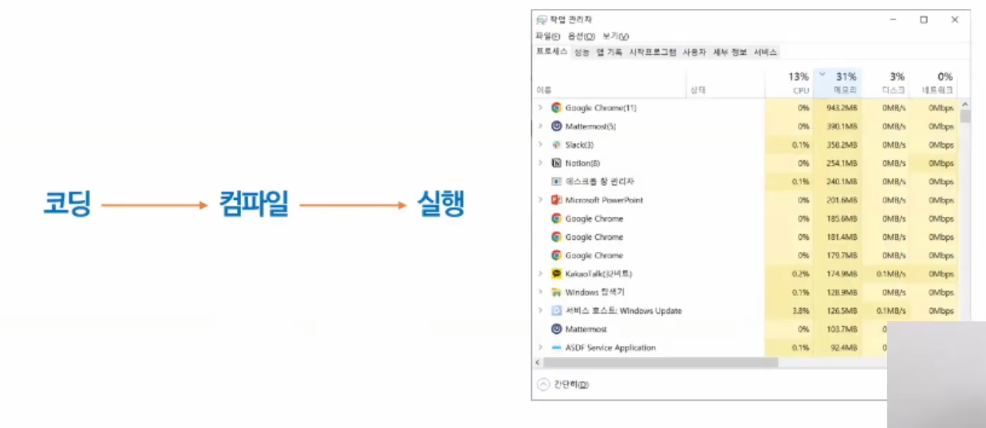 코딩 컴파일 실행
작업 관리자
파일(F) 옵션(O) 보기(V)
프로세스 성능 앱 기록 시작프로그램 사용자 세부 정보 서비스
13% 31% 3% 0%
이름 상태 CPU 메모리 디스크 네트워크
Google Chrome(11) 0% 943.2MB 0MB/s 0Mbps
Mattermost(5) 0% 390.1MB 0MB/s 0Mbps
Slack(3) 0.1% 358.2MB 0MB/s 0Mbps
Notion(8) 0% 254.1MB 0MB/s 0Mbps
데스크톱 창 관리자 0.1% 240.1MB 0MB/s 0Mbps
Microsoft PowerPoint 0% 201.6MB 0MB/s 0Mbps
Google Chrome 0% 185.6MB 0MB/s 0Mbps
Google Chrome 0% 181.4MB 0MB/s 0Mbps
Google Chrome 0% 179.7MB 0MB/s 0Mbps
KakaoTalk(32비트) 0.2% 174.9MB 0.1MB/s 0Mbps
Windows 탐색기 0.1% 128.9MB 0MB/s 0Mbps
서비스 호스트: Windows Update 3.8% 126.5MB 0.1MB/s 0Mbps
Mattermost 0% 103.7MB
ASDF Service Application 0.1% 92.4MB
간단히(D)